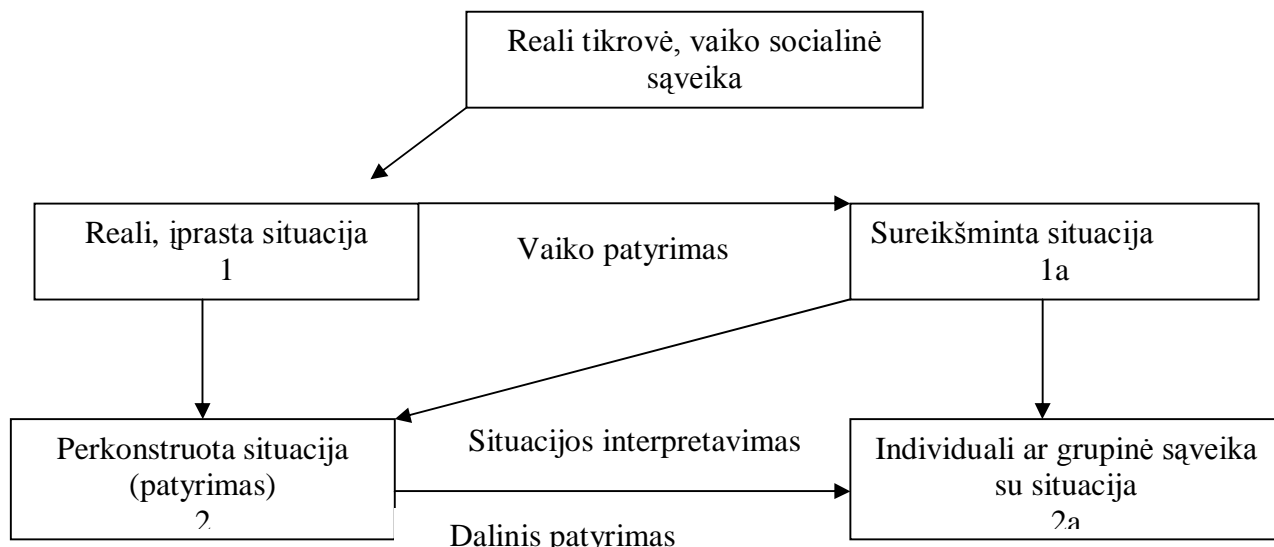 Reali tikrovė, vaiko socialinė
sąveika
Reali, įprasta situacija
1
Vaiko patyrimas
Sureikšminta situacija
1a
Perkonstruota situacija
(patyrimas)
2
Situacijos interpretavimas
Dalinis patyrimas
Individuali ar grupinė sąveika
su situacija
2a